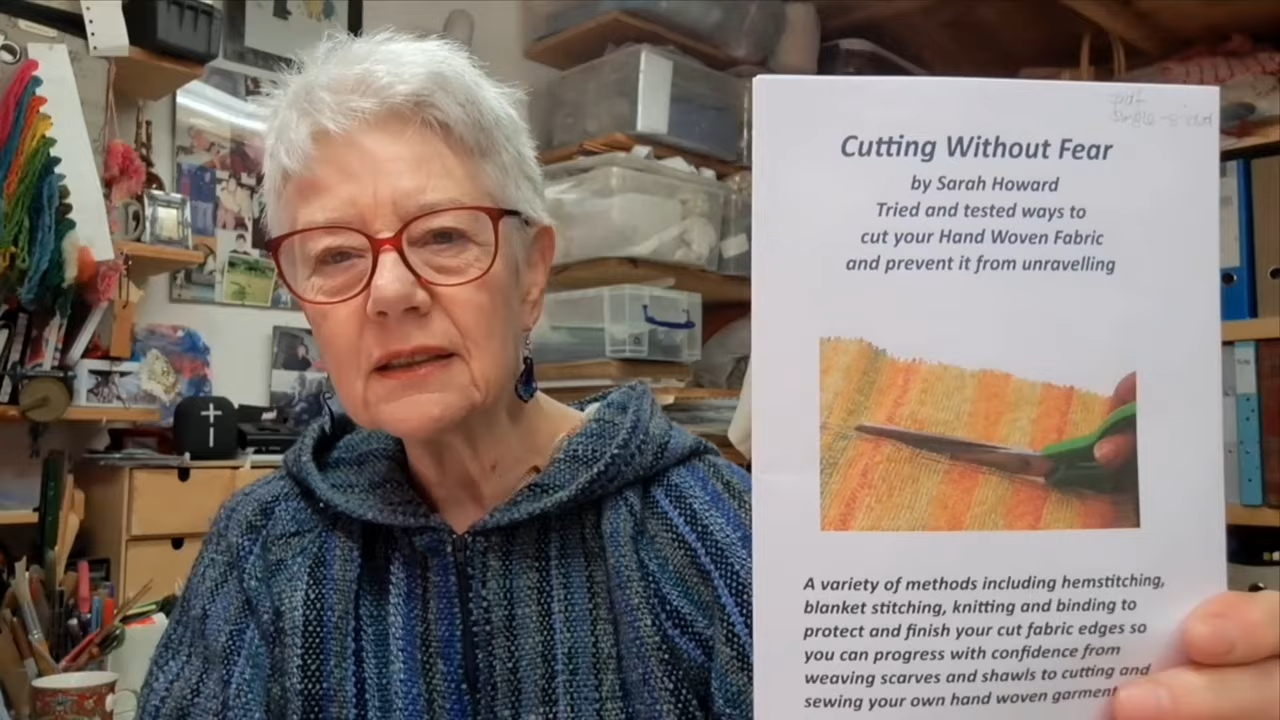 pdf
Cutting Without Fear
by Sarah Howard
Tried and tested ways to
cut your Hand Woven Fabric
and prevent it from unravelling
A variety of methods including hemstitching,
blanket stitching, knitting and binding to
protect and finish your cut fabric edges so
you can progress with confidence from
weaving scarves and shawls to cutting and
sewing your own hand woven garment